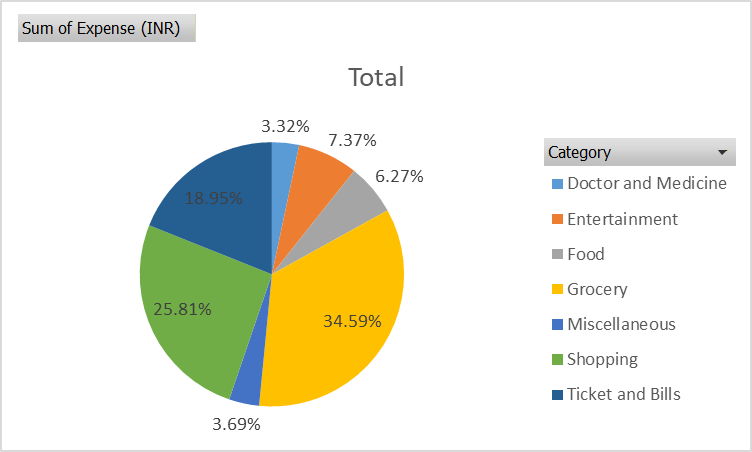 Sum of Expense (INR)
Total
3.32%
7.37%
6.27%
18.95%
25.81%
34.59%
3.69%
Category
Doctor and Medicine
Entertainment
Food
Grocery
Miscellaneous
Shopping
Ticket and Bills